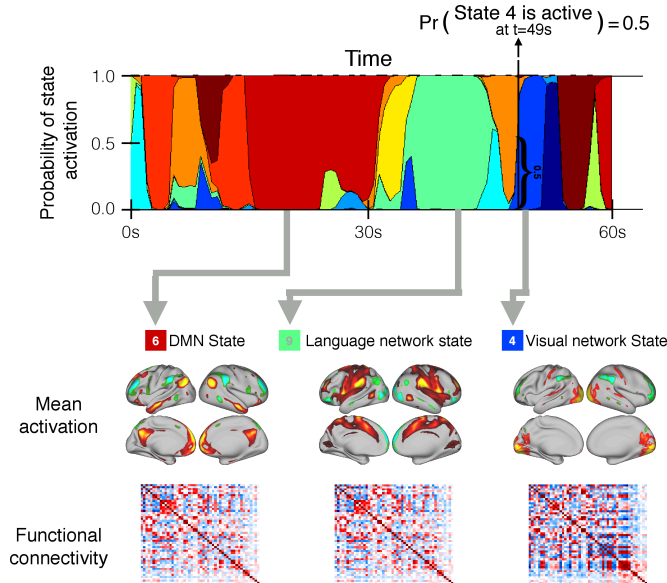 Pr ( State 4 is active at t=49s ) = 0.5
Time
Probability of state
activation
1.0
0.5
0.0
0.5
0s
30s
60s
6 DMN State
9 Language network state
4 Visual network State
Mean
activation
Functional
connectivity